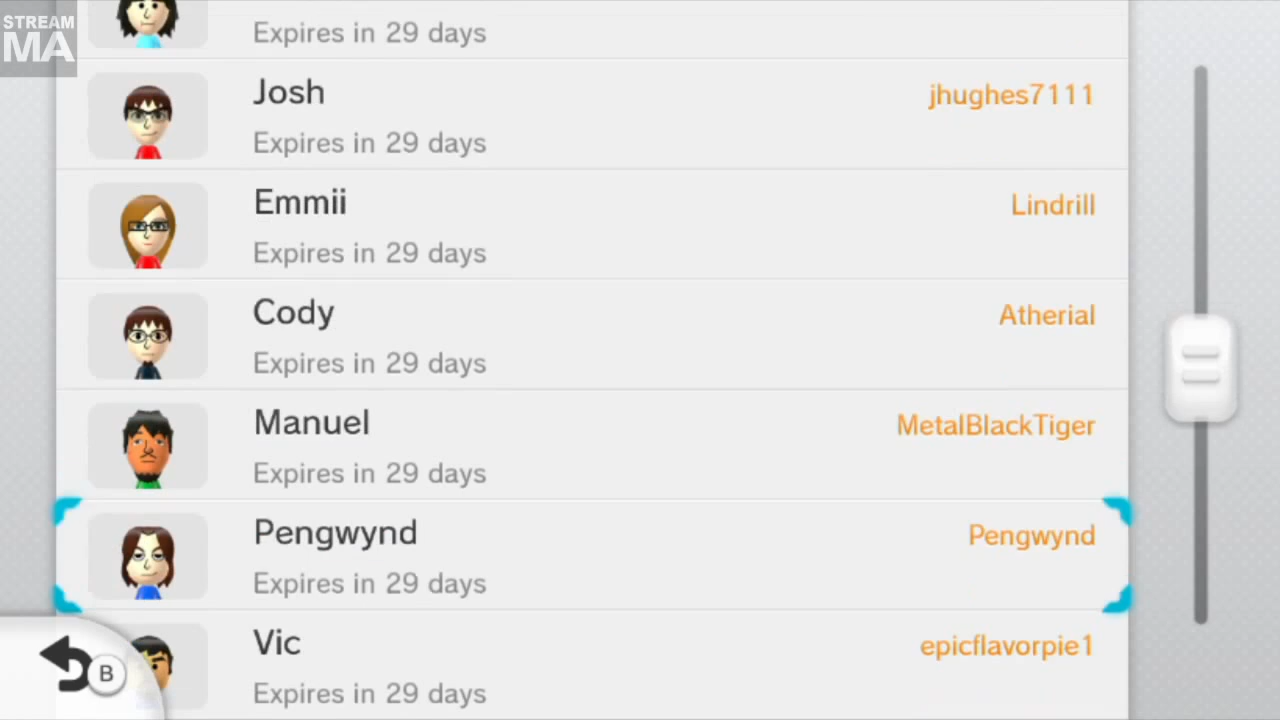 STREAM
MA
Expires in 29 days
Josh
jhughes7111
Expires in 29 days
Emmii
Lindrill
Expires in 29 days
Cody
Atherial
Expires in 29 days
Manuel
MetalBlackTiger
Expires in 29 days
Pengwynd
Pengwynd
Expires in 29 days
Vic
epicflavorpie1
Expires in 29 days
B